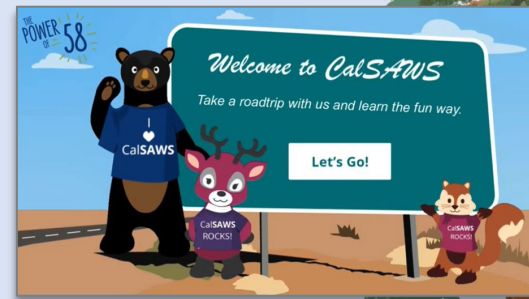 THE
POWER
OF 58
Welcome to CalSAWS
Take a roadtrip with us and learn the fun way.
Let's Go!
I
CalSAWS
CalSAWS
ROCKS!
CalSAWS
ROCKS!